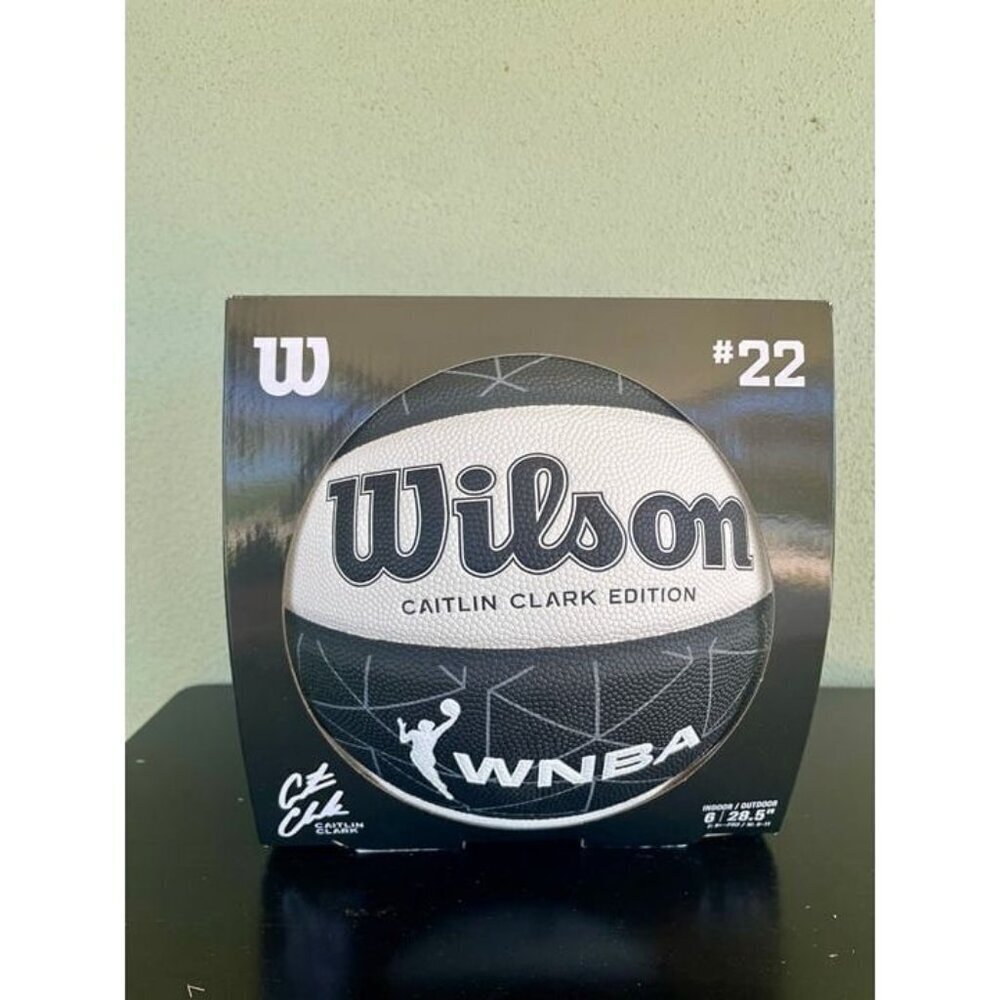 W
#22
Wilson
CAITLIN CLARK EDITION
WNBA
CAITLIN
CLARK
INDOOR / OUTDOOR
6 | 28.5"